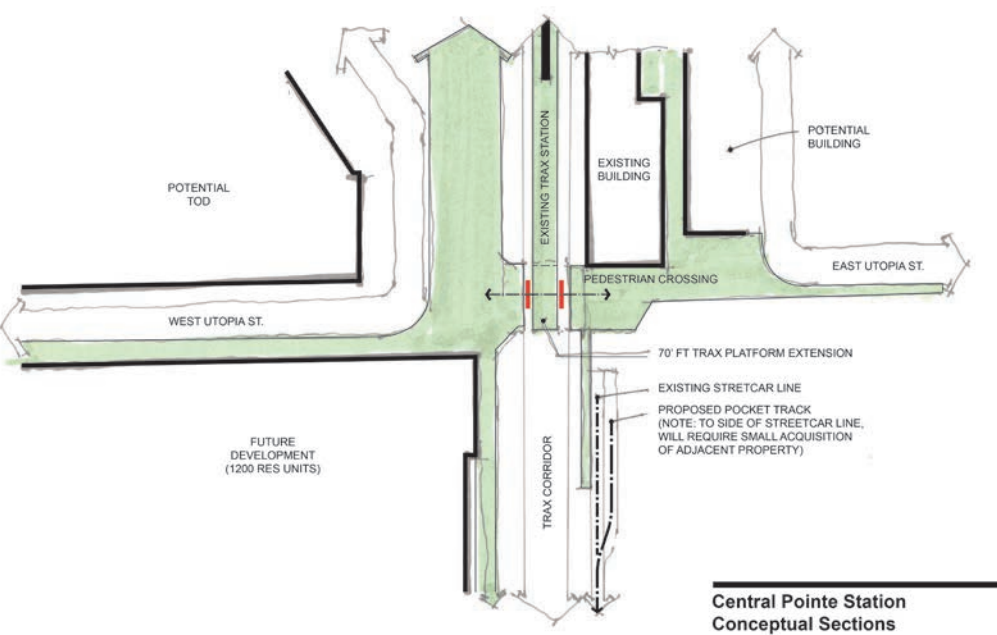 POTENTIAL
BUILDING
EXISTING TRAX STATION
EXISTING
BUILDING
POTENTIAL
TOD
EAST UTOPIA ST.
PEDESTRIAN CROSSING
WEST UTOPIA ST.
70' FT TRAX PLATFORM EXTENSION
EXISTING STRETCAR LINE
PROPOSED POCKET TRACK
(NOTE: TO SIDE OF STREETCAR LINE,
WILL REQUIRE SMALL ACQUISITION
OF ADJACENT PROPERTY)
FUTURE
DEVELOPMENT
(1200 RES UNITS)
TRAX CORRIDOR
Central Pointe Station
Conceptual Sections